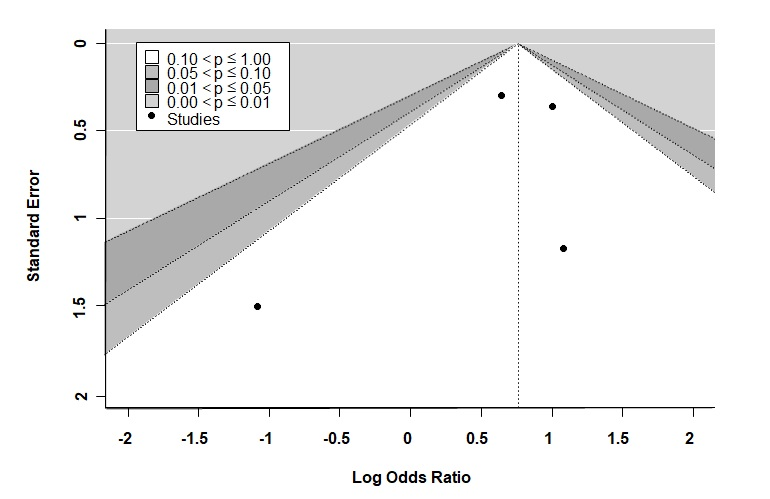 0
0.5
1
1.5
2
Standard Error
0.10 < p ≤ 1.00
0.05 < p ≤ 0.10
0.01 < p ≤ 0.05
0.00 < p ≤ 0.01
Studies
-2 -1.5 -1 -0.5 0 0.5 1 1.5 2
Log Odds Ratio